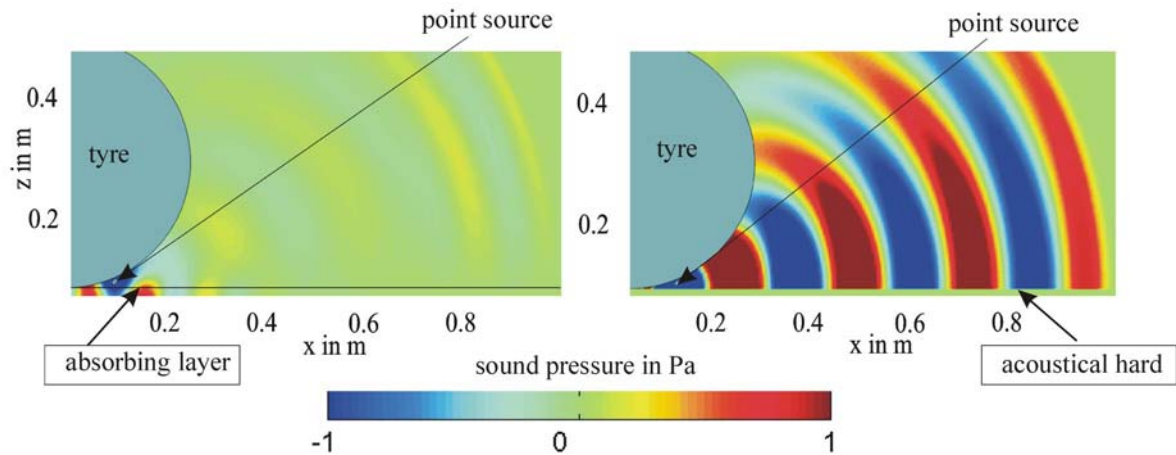 point source
point source
0.4
tyre
z in m
0.2
0.4
tyre
0.2
0.2
0.4
0.6
0.8
x in m
absorbing layer
0.2
0.4
0.6
0.8
x in m
acoustical hard
sound pressure in Pa
-1
0
1